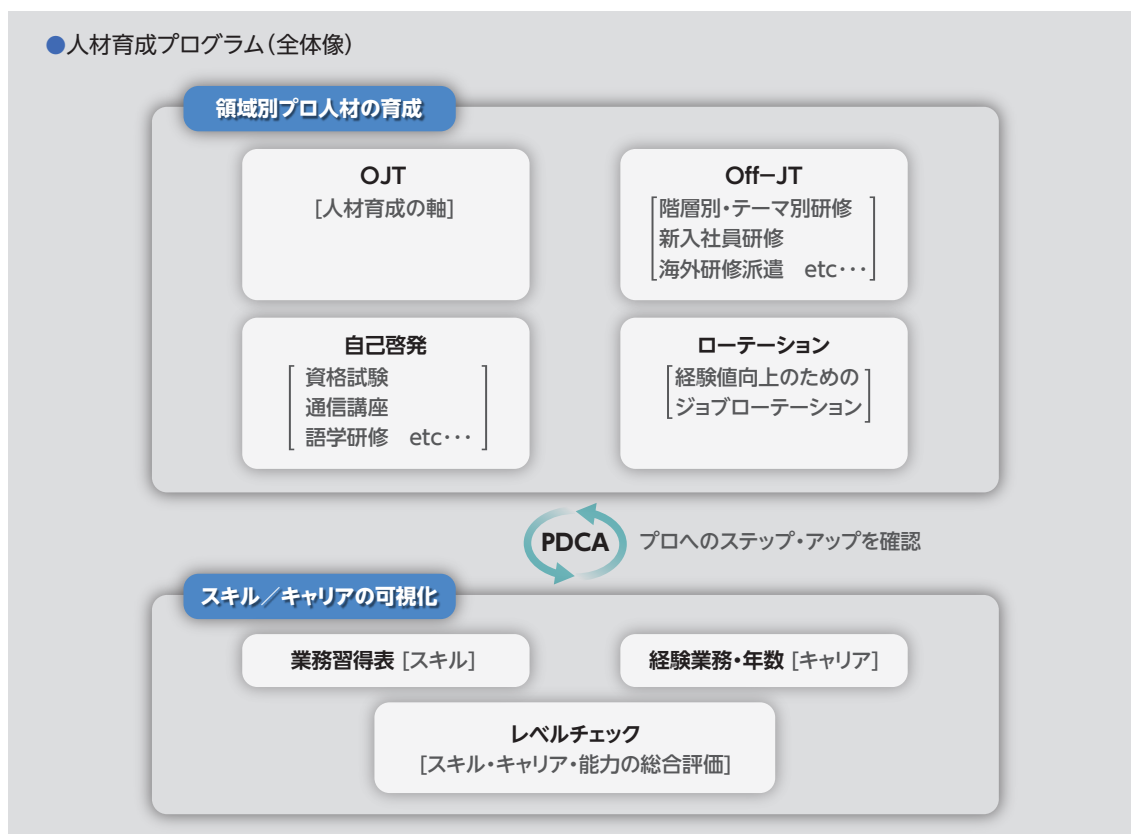 ●人材育成プログラム（全体像）
領域別プロ人材の育成
OJT
[人材育成の軸]
Off−JT
階層別・テーマ別研修
新入社員研修
海外研修派遣　etc・・・
自己啓発
資格試験
通信講座
語学研修　etc・・・
ローテーション
経験値向上のための
ジョブローテーション
PDCA　プロへのステップ・アップを確認
スキル／キャリアの可視化
業務習得表 [スキル]
経験業務・年数 [キャリア]
レベルチェック
[スキル・キャリア・能力の総合評価]